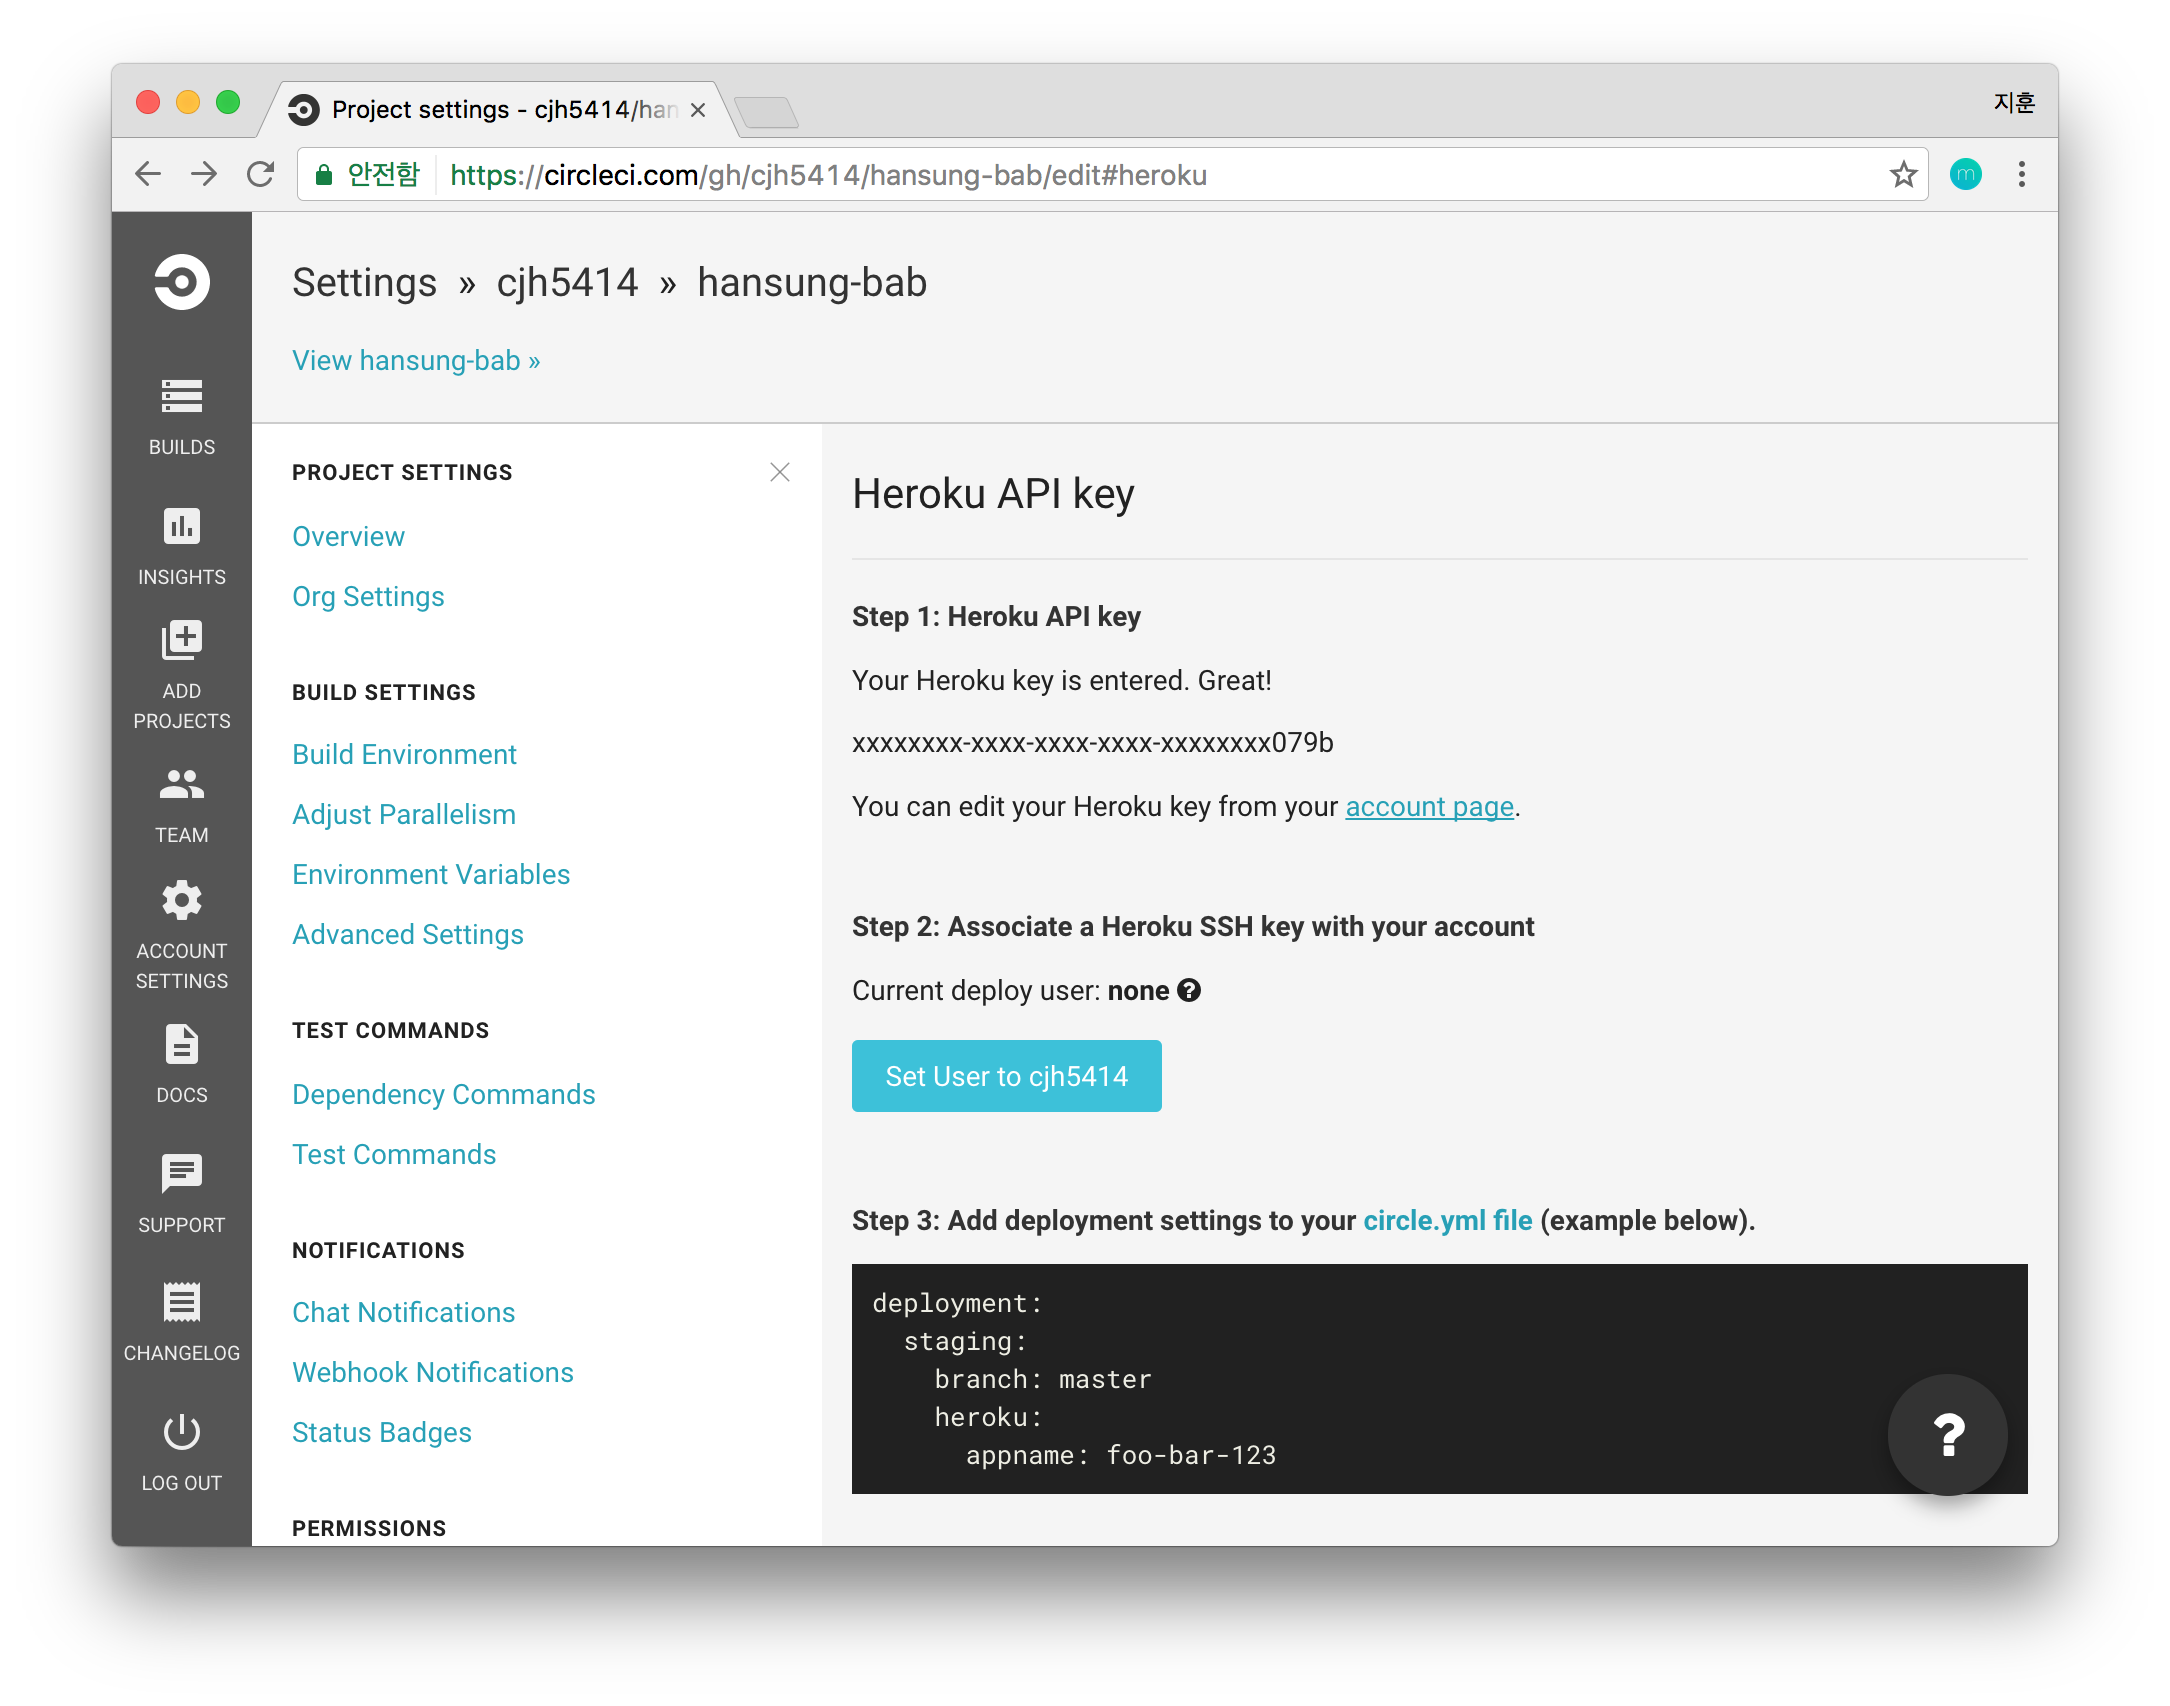 Project settings - cjh5414/han
지훈
안전함 https://circleci.com/gh/cjh5414/hansung-bab/edit#heroku
m
Settings » cjh5414 » hansung-bab
View hansung-bab »
BUILDS
INSIGHTS
ADD
PROJECTS
TEAM
ACCOUNT
SETTINGS
DOCS
SUPPORT
CHANGELOG
LOG OUT
PROJECT SETTINGS
Overview
Org Settings
BUILD SETTINGS
Build Environment
Adjust Parallelism
Environment Variables
Advanced Settings
TEST COMMANDS
Dependency Commands
Test Commands
NOTIFICATIONS
Chat Notifications
Webhook Notifications
Status Badges
PERMISSIONS
Heroku API key
Step 1: Heroku API key
Your Heroku key is entered. Great!
xxxxxxxx-xxxx-xxxx-xxxx-xxxxxxxx079b
You can edit your Heroku key from your account page.
Step 2: Associate a Heroku SSH key with your account
Current deploy user: none ?
Set User to cjh5414
Step 3: Add deployment settings to your circle.yml file (example below).
deployment:
  staging:
    branch: master
    heroku:
      appname: foo-bar-123
?